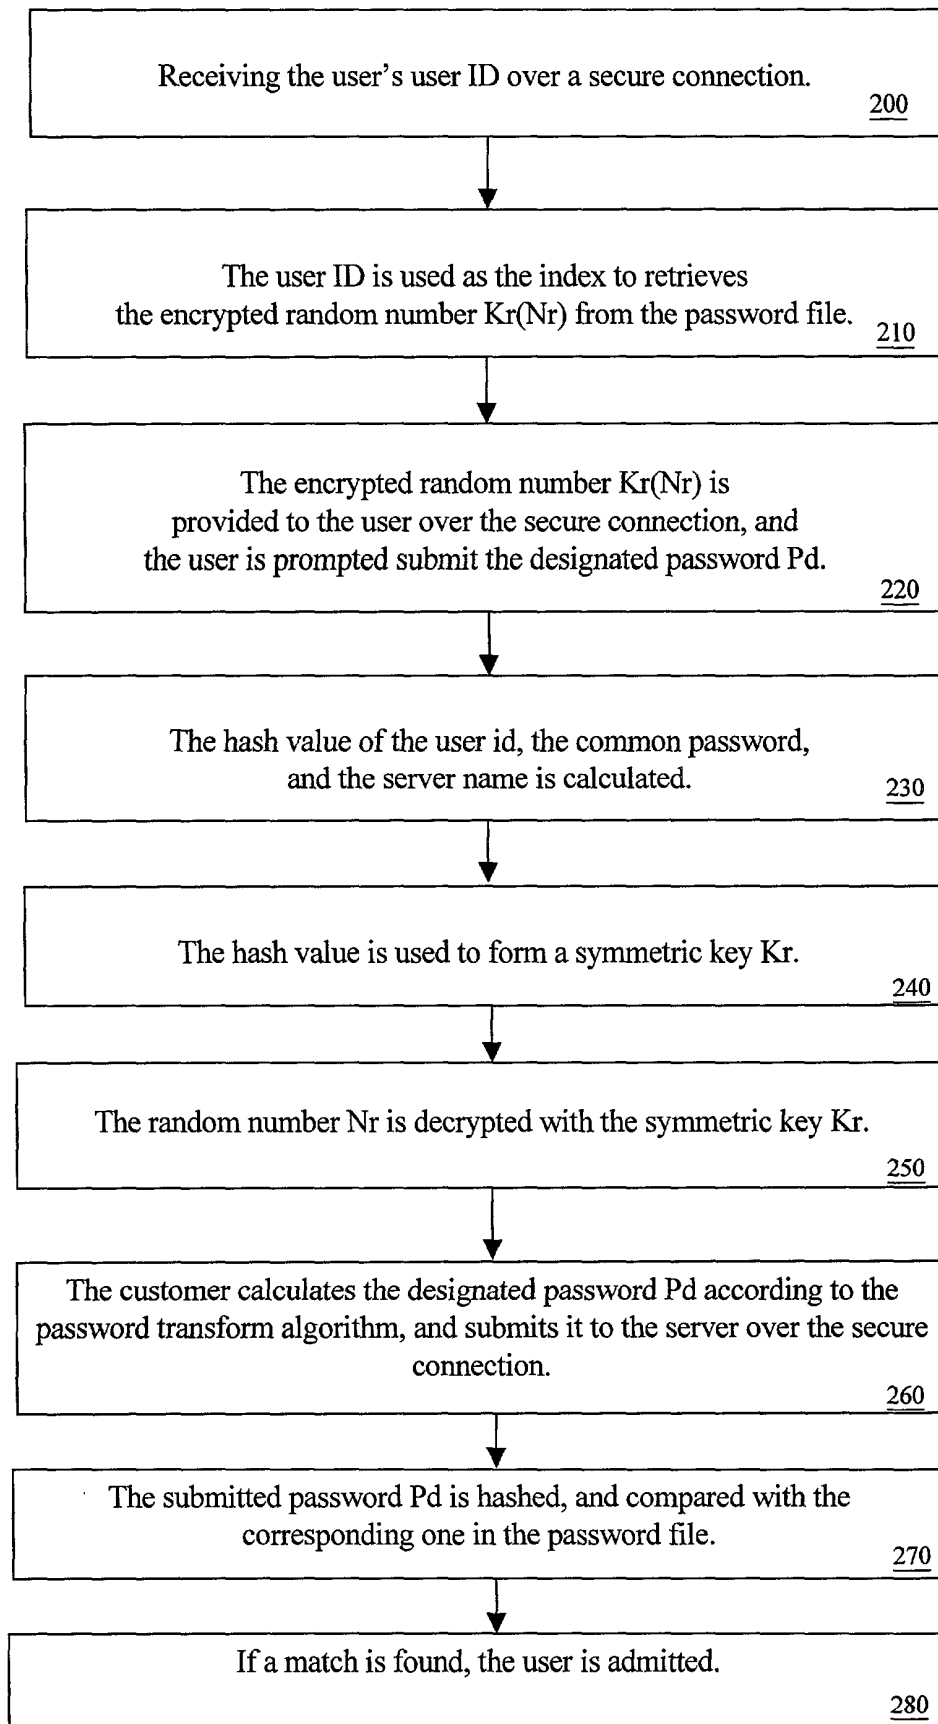 Receiving the user’s user ID over a secure connection.
200
The user ID is used as the index to retrieves
the encrypted random number Kr(Nr) from the password file.
210
The encrypted random number Kr(Nr) is
provided to the user over the secure connection, and
the user is prompted submit the designated password Pd.
220
The hash value of the user id, the common password,
and the server name is calculated.
230
The hash value is used to form a symmetric key Kr.
240
The random number Nr is decrypted with the symmetric key Kr.
250
The customer calculates the designated password Pd according to the
password transform algorithm, and submits it to the server over the secure
connection.
260
The submitted password Pd is hashed, and compared with the
corresponding one in the password file.
270
If a match is found, the user is admitted.
280